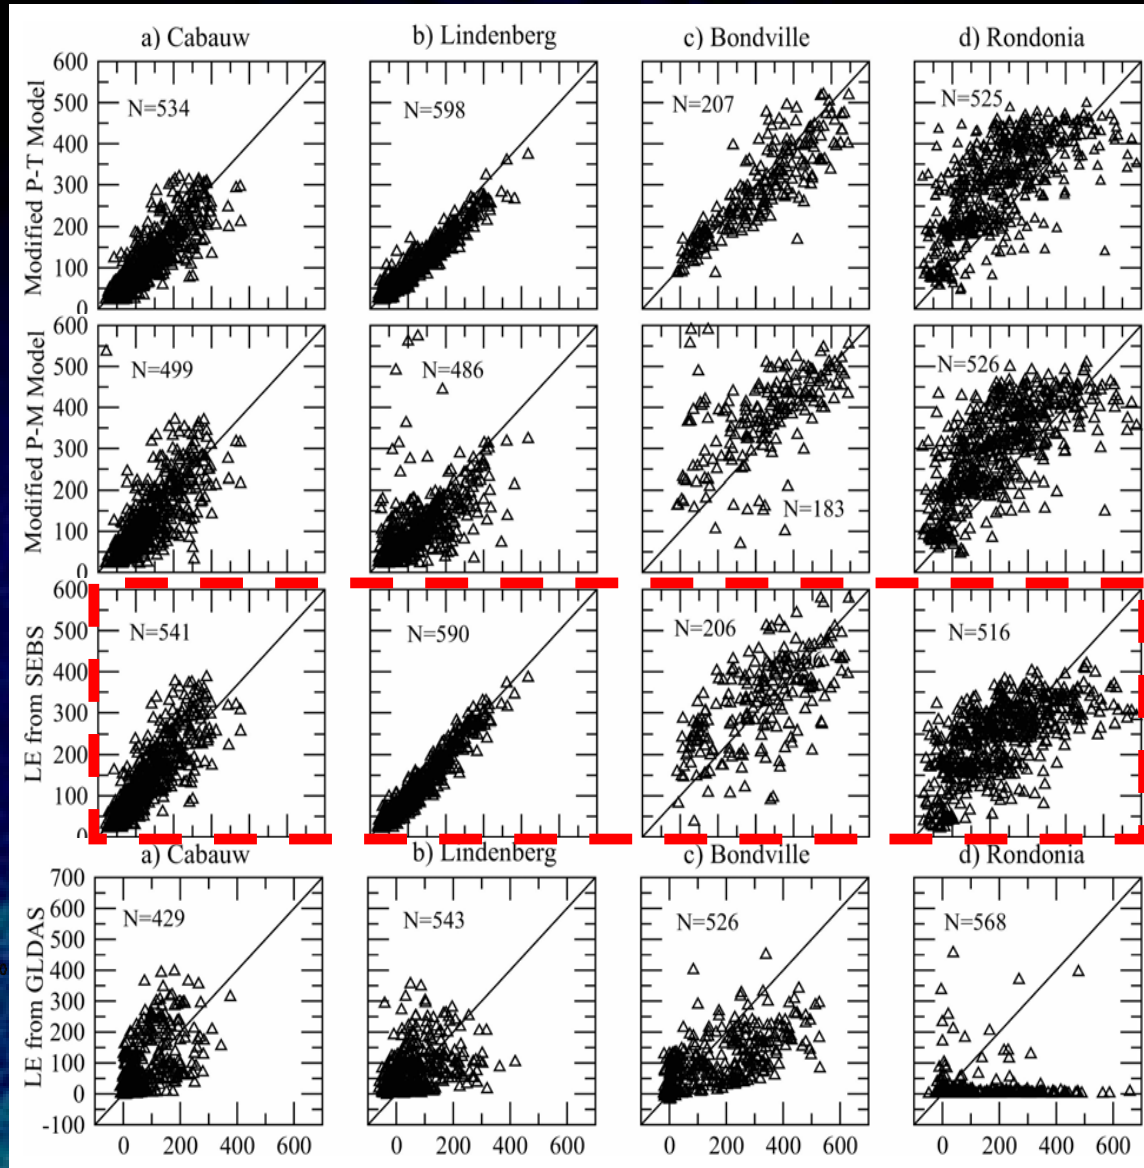 a) Cabauw b) Lindenberg c) Bondville d) Rondonia
Modified P-T Model
600
500
400
300
200
100
0
N=534
N=598
N=207
N=525
Modified P-M Model
600
500
400
300
200
100
0
N=499
N=486
N=183
N=526
LE from SEBS
600
500
400
300
200
100
0
N=541
N=590
N=206
N=516
a) Cabauw b) Lindenberg c) Bondville d) Rondonia
LE from GLDAS
700
600
500
400
300
200
100
0
-100
N=429
N=543
N=526
N=568
0 200 400 600 0 200 400 600 0 200 400 600 0 200 400 600